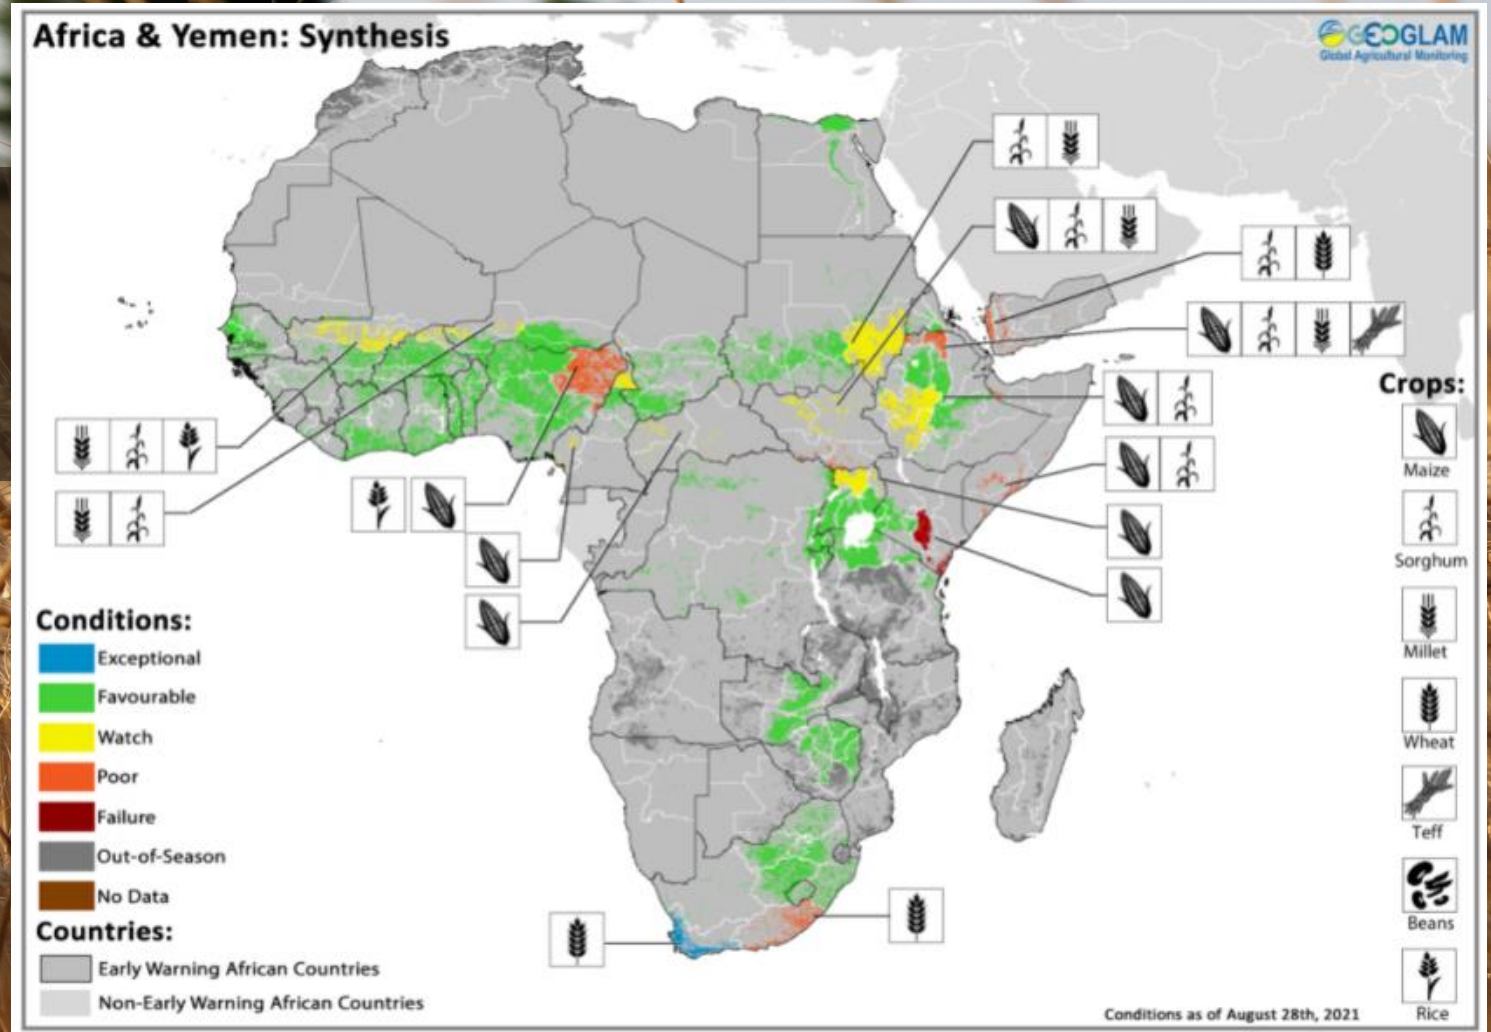 Africa & Yemen: Synthesis
GEOGLAM
Global Agricultural Monitoring
Crops:
Maize
Sorghum
Millet
Wheat
Teff
Beans
Rice
Conditions:
Exceptional
Favourable
Watch
Poor
Failure
Out-of-Season
No Data
Countries:
Early Warning African Countries
Non-Early Warning African Countries
Conditions as of August 28th, 2021